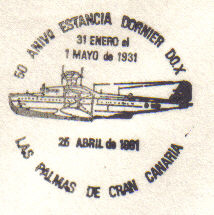 50 ANIVO ESTANCIA DORNIER DO.X
31 ENERO al
1 MAYO de 1931
25 ABRIL de 1981
LAS PALMAS DE GRAN CANARIA